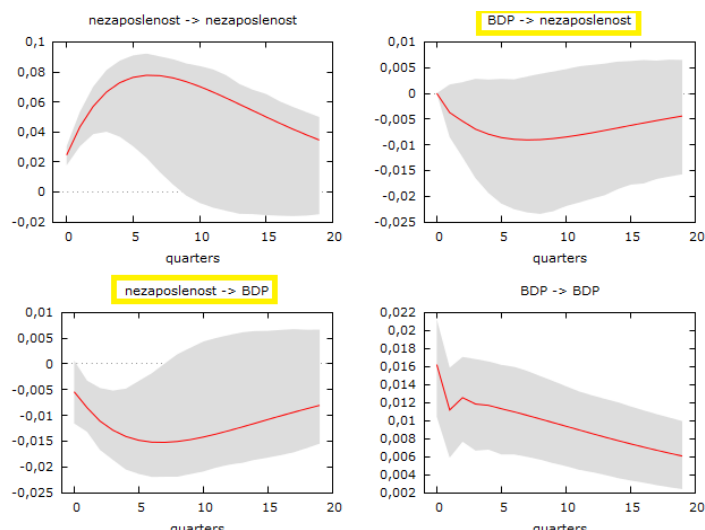 nezaposlenost -> nezaposlenost
0,1
0,08
0,06
0,04
0,02
0
-0,02
0 5 10 15 20
quarters
BDP -> nezaposlenost
0,01
0,005
0
-0,005
-0,01
-0,015
-0,02
-0,025
0 5 10 15 20
quarters
nezaposlenost -> BDP
0,01
0,005
0
-0,005
-0,01
-0,015
-0,02
-0,025
0 5 10 15 20
quarters
BDP -> BDP
0,022
0,02
0,018
0,016
0,014
0,012
0,01
0,008
0,006
0,004
0,002
0 5 10 15 20
quarters